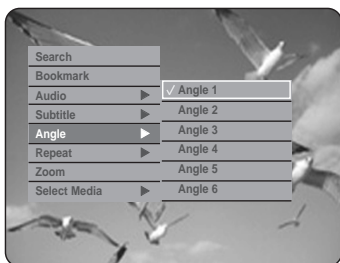 Search
Bookmark
Audio ▶
Subtitle ▶
Angle ▶
Repeat ▶
Zoom
Select Media ▶
✓ Angle 1
Angle 2
Angle 3
Angle 4
Angle 5
Angle 6